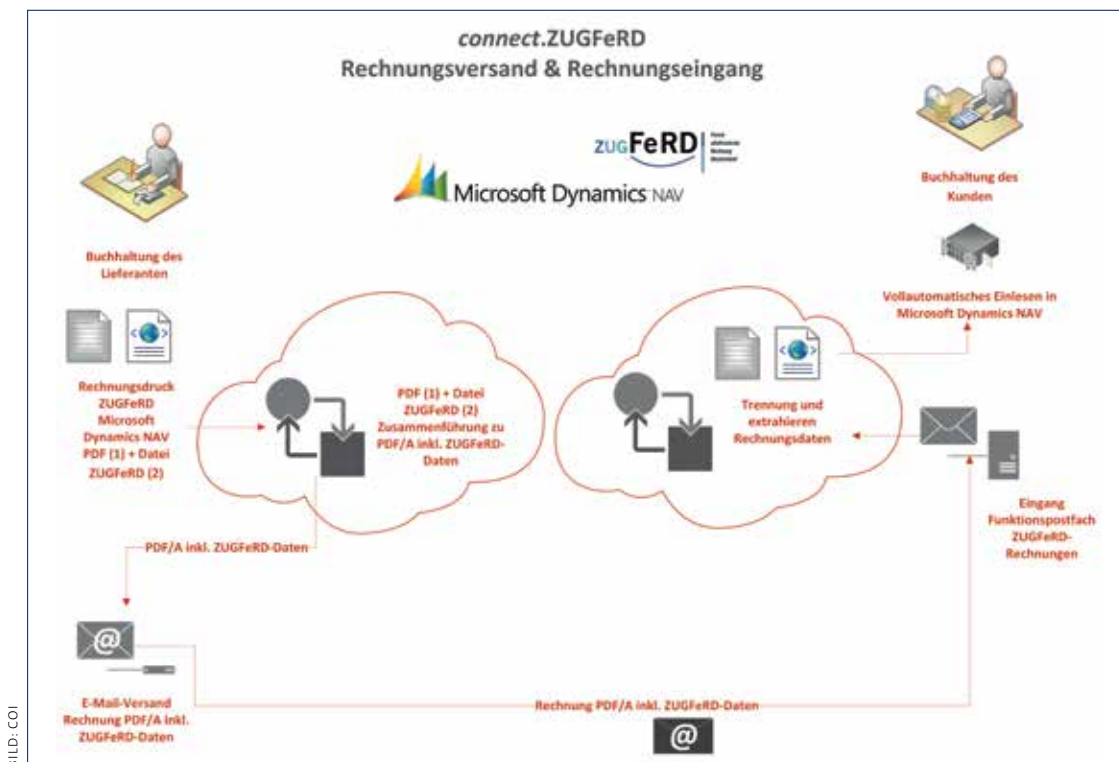 connect.ZUGFeRD
Rechnungsversand & Rechnungseingang
ZUGFeRD
Microsoft Dynamics NAV
Buchhaltung des
Lieferanten
Rechnungsdruck
ZUGFeRD
Microsoft
Dynamics NAV
PDF (1) + Datei
ZUGFeRD (2)
PDF (1) + Datei
ZUGFeRD (2)
Zusammenführung zu
PDF/A inkl. ZUGFeRD-
Daten
PDF/A inkl. ZUGFeRD-Daten
@
E-Mail-Versand
Rechnung PDF/A inkl.
ZUGFeRD-Daten
Rechnung PDF/A inkl. ZUGFeRD-Daten
@
Buchhaltung des
Kunden
Vollautomatisches Einlesen in
Microsoft Dynamics NAV
Trennung und
extrahieren
Rechnungsdaten
Eingang
Funktionspostfach
ZUGFeRD-
Rechnungen
BILD: COI